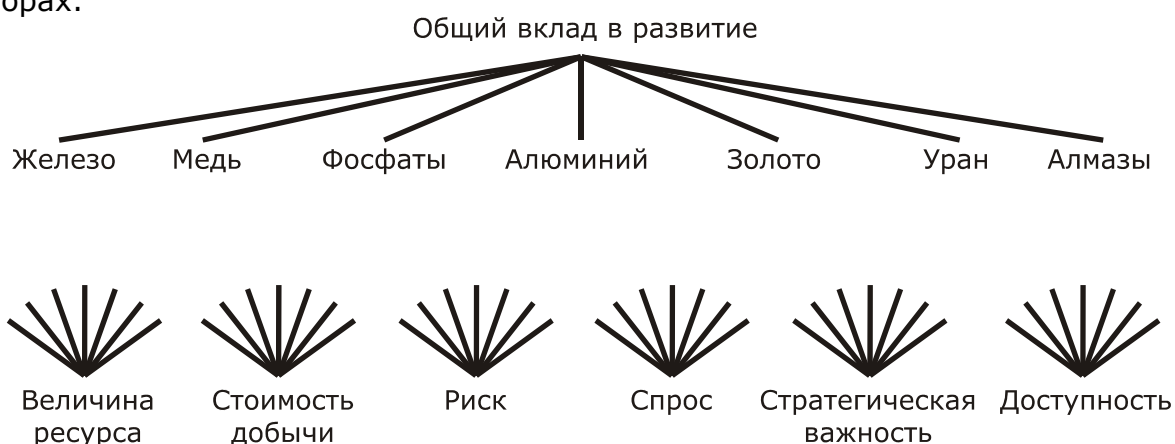 орах.
Общий вклад в развитие
Железо Медь Фосфаты Алюминий Золото Уран Алмазы
Величина ресурса Стоимость добычи Риск Спрос Стратегическая важность Доступность